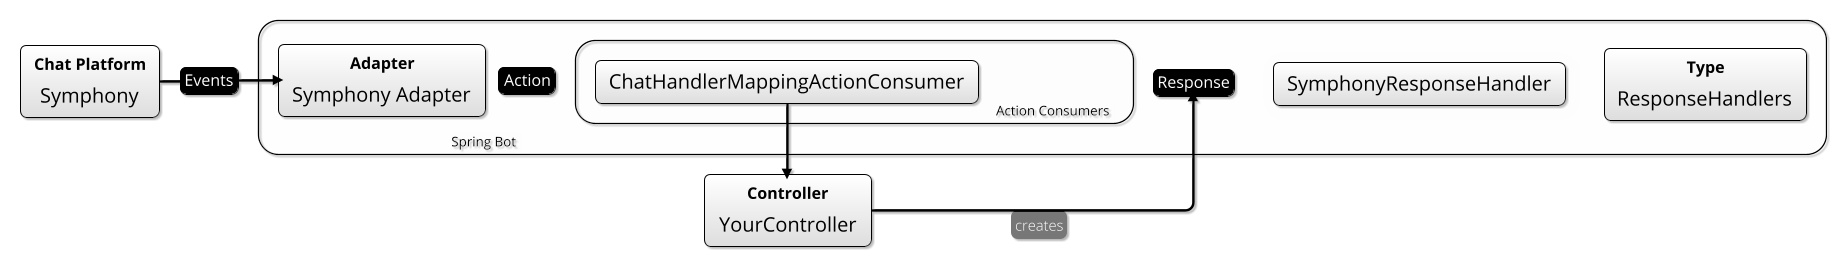 Chat Platform
Symphony
Events
Adapter
Symphony Adapter
Action
ChatHandlerMappingActionConsumer
Action Consumers
Response
SymphonyResponseHandler
Type
ResponseHandlers
Spring Bot
Controller
YourController
creates